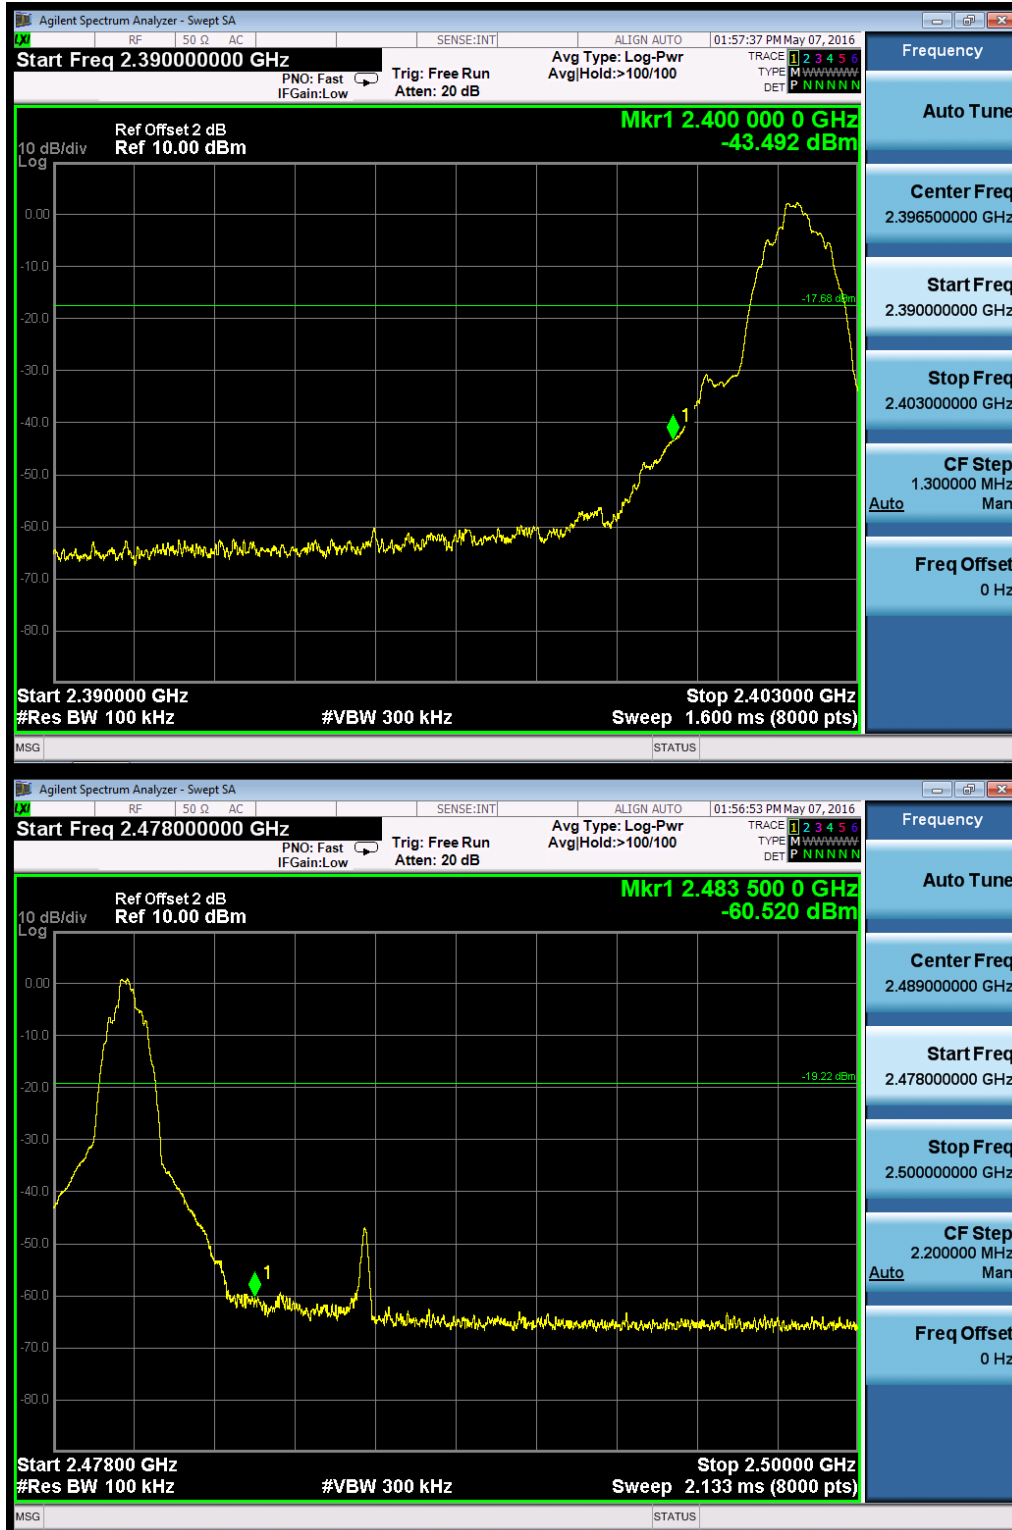 Agilent Spectrum Analyzer - Swept SA
LXI RF 50 Ω AC SENSE:INT ALIGN AUTO 01:57:37 PM May 07, 2016
Start Freq 2.390000000 GHz
PNO: Fast
IFGain:Low
Trig: Free Run
Atten: 20 dB
Avg Type: Log-Pwr
Avg|Hold:>100/100
TRACE 1 2 3 4 5 6
TYPE M WWWWW
DET P N N N N N
Mkr1 2.400 000 0 GHz
-43.492 dBm
Ref Offset 2 dB
Ref 10.00 dBm
10 dB/div
Log
0.00
-10.0
-17.68 dBm
-20.0
-30.0
-40.0
1
-50.0
-60.0
-70.0
-80.0
Start 2.390000 GHz
Stop 2.403000 GHz
#Res BW 100 kHz
#VBW 300 kHz
Sweep 1.600 ms (8000 pts)
MSG
STATUS
Frequency
Auto Tune
Center Freq
2.396500000 GHz
Start Freq
2.390000000 GHz
Stop Freq
2.403000000 GHz
CF Step
1.300000 MHz
Auto Man
Freq Offset
0 Hz
Agilent Spectrum Analyzer - Swept SA
LXI RF 50 Ω AC SENSE:INT ALIGN AUTO 01:56:53 PM May 07, 2016
Start Freq 2.478000000 GHz
PNO: Fast
IFGain:Low
Trig: Free Run
Atten: 20 dB
Avg Type: Log-Pwr
Avg|Hold:>100/100
TRACE 1 2 3 4 5 6
TYPE M WWWWW
DET P N N N N N
Mkr1 2.483 500 0 GHz
-60.520 dBm
Ref Offset 2 dB
Ref 10.00 dBm
10 dB/div
Log
0.00
-10.0
-19.22 dBm
-20.0
-30.0
-40.0
-50.0
1
-60.0
-70.0
-80.0
Start 2.47800 GHz
Stop 2.50000 GHz
#Res BW 100 kHz
#VBW 300 kHz
Sweep 2.133 ms (8000 pts)
MSG
STATUS
Frequency
Auto Tune
Center Freq
2.489000000 GHz
Start Freq
2.478000000 GHz
Stop Freq
2.500000000 GHz
CF Step
2.200000 MHz
Auto Man
Freq Offset
0 Hz